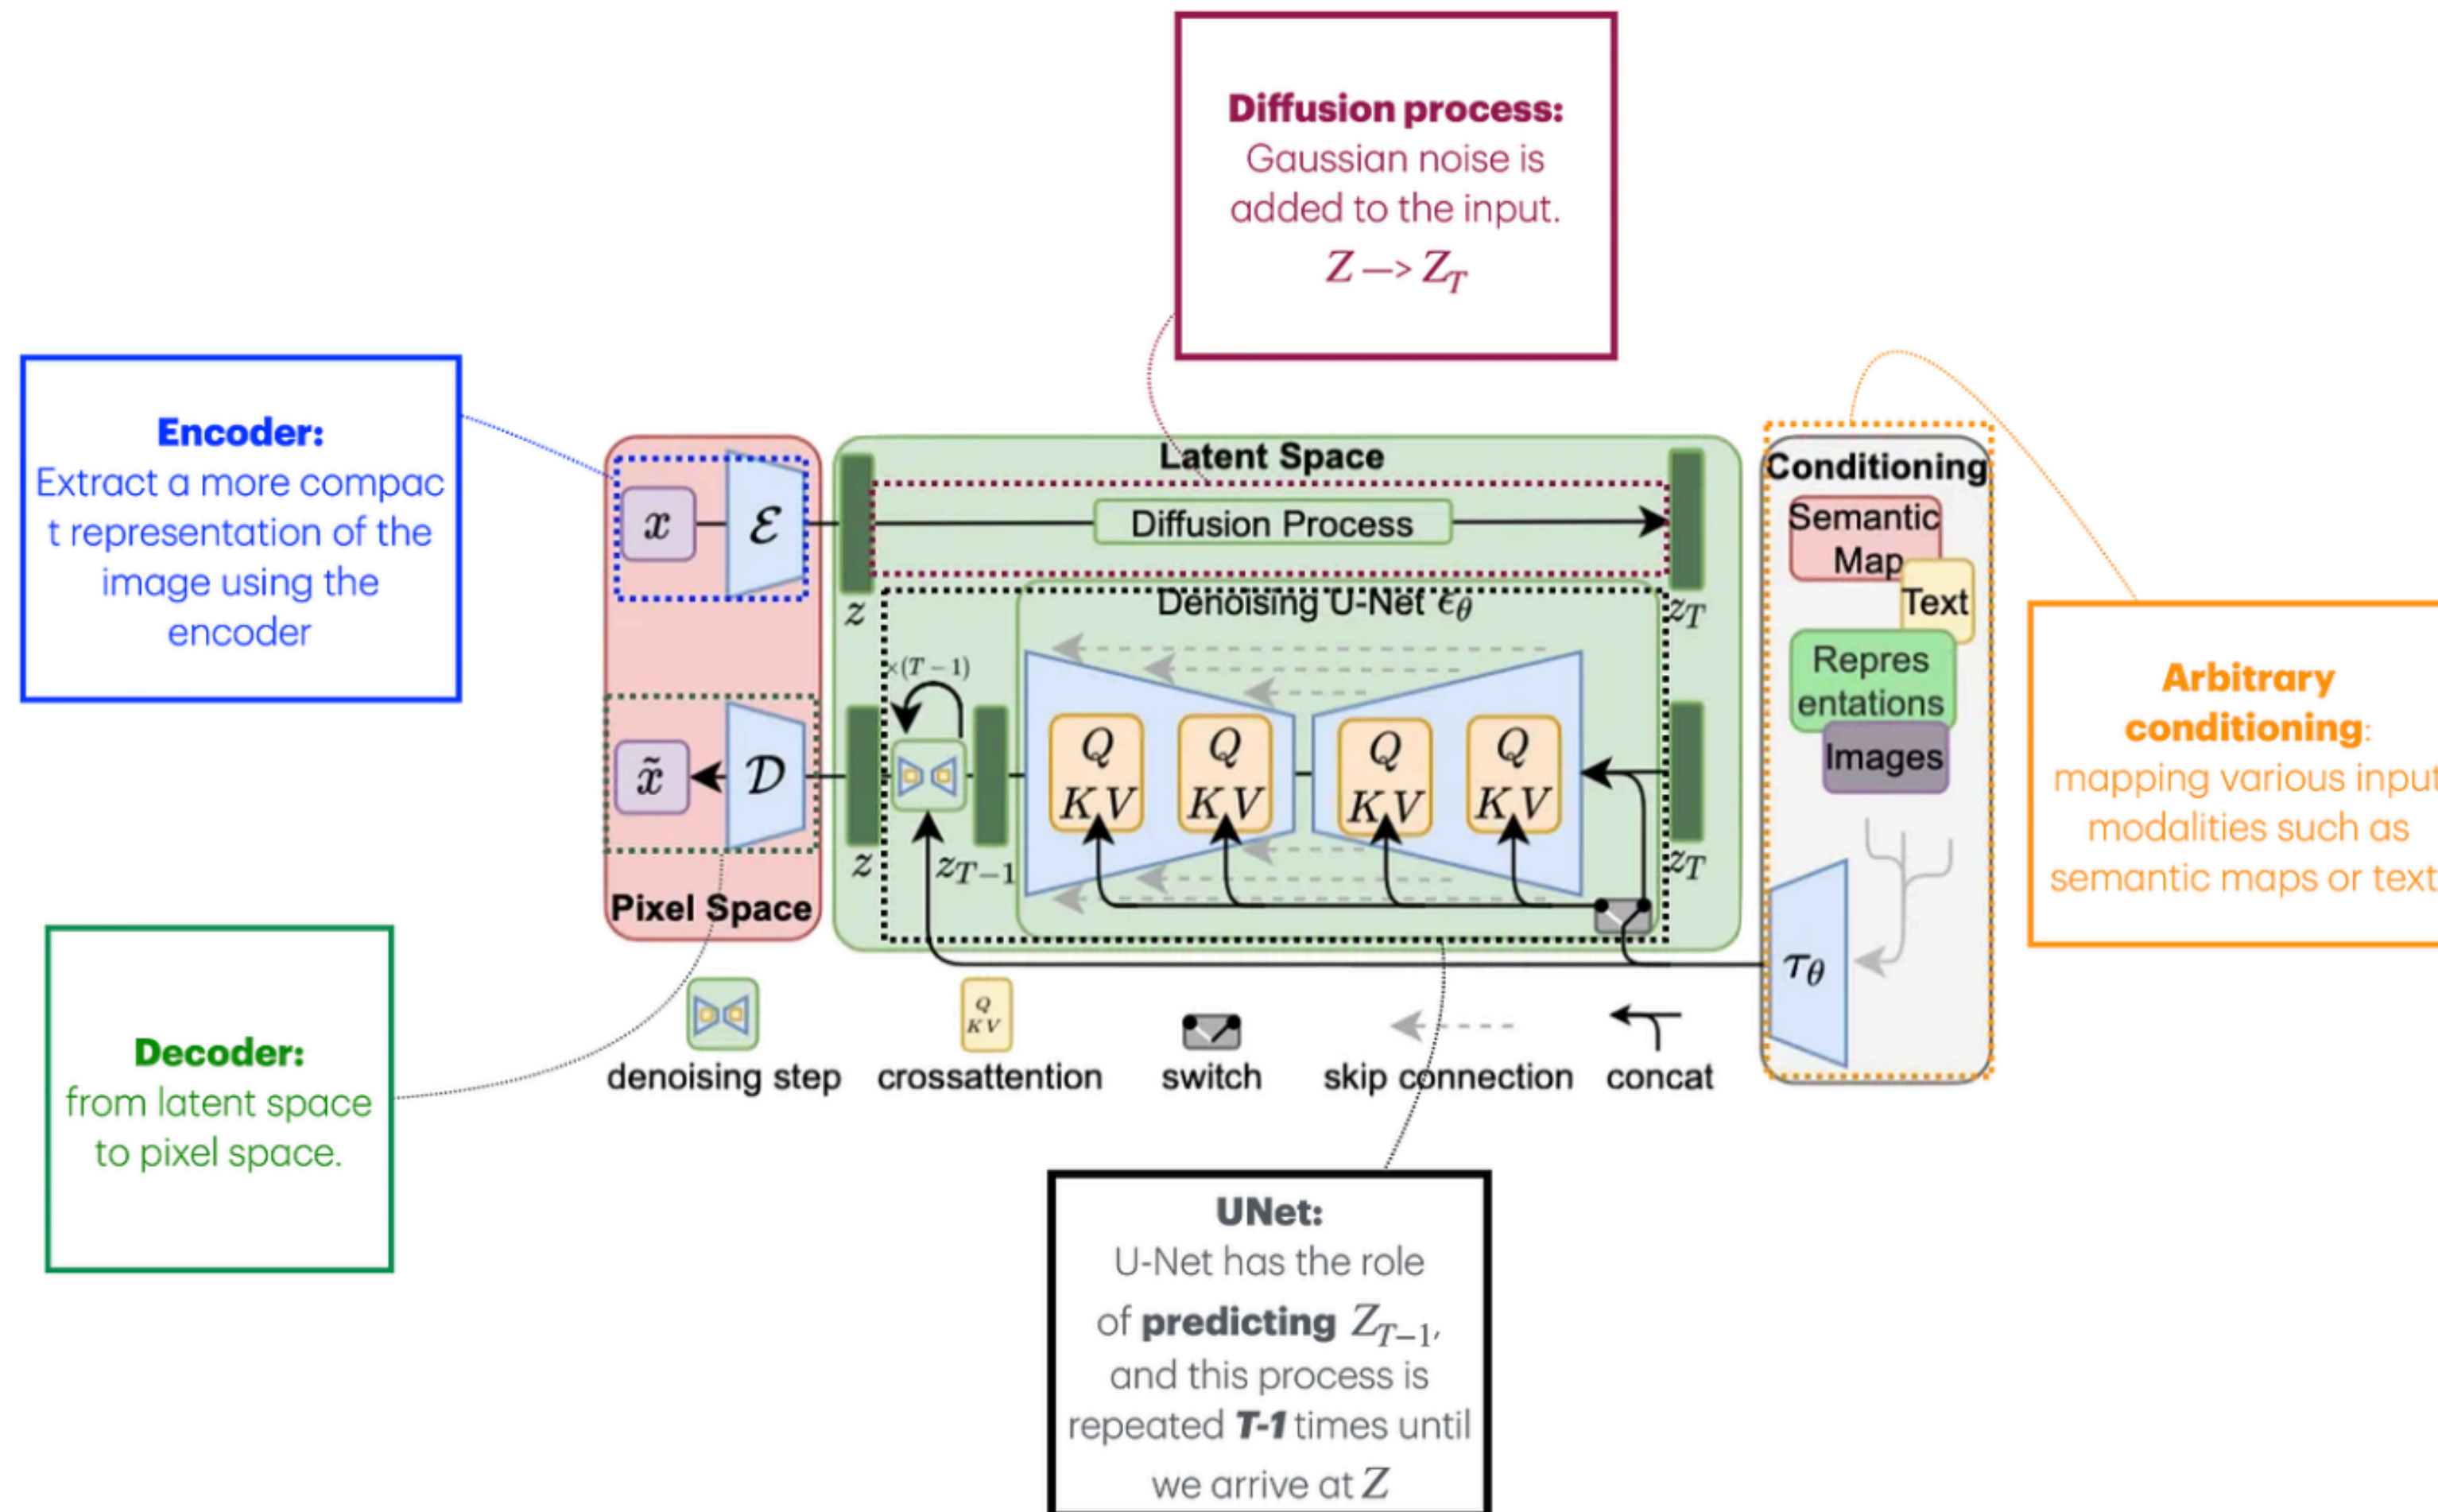 Diffusion process:
Gaussian noise is
added to the input.
Z —> Z_T
Encoder:
Extract a more compac
t representation of the
image using the
encoder
Latent Space
x
ℰ
Diffusion Process
z
z_T
Denoising U-Net ϵ_θ
×(T − 1)
Q
KV
Q
KV
Q
KV
Q
KV
x̃
𝒟
z
z_{T−1}
z_T
Pixel Space
Conditioning
Semantic
Map
Text
Repres
entations
Images
τ_θ
Arbitrary
conditioning:
mapping various input
modalities such as
semantic maps or text
Q
KV
denoising step
crossattention
switch
skip connection
concat
Decoder:
from latent space
to pixel space.
UNet:
U-Net has the role
of predicting Z_{T−1},
and this process is
repeated T-1 times until
we arrive at Z